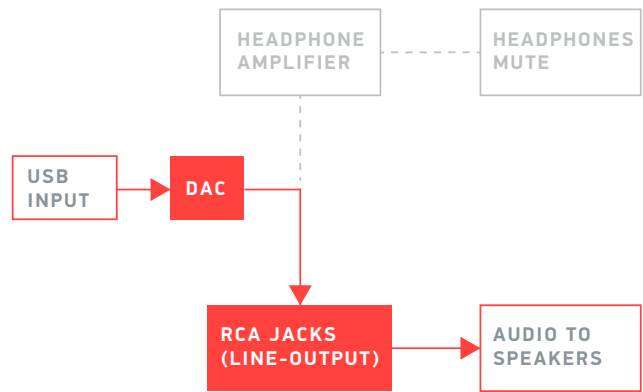 HEADPHONE
AMPLIFIER
HEADPHONES
MUTE
USB
INPUT
DAC
RCA JACKS
(LINE-OUTPUT)
AUDIO TO
SPEAKERS